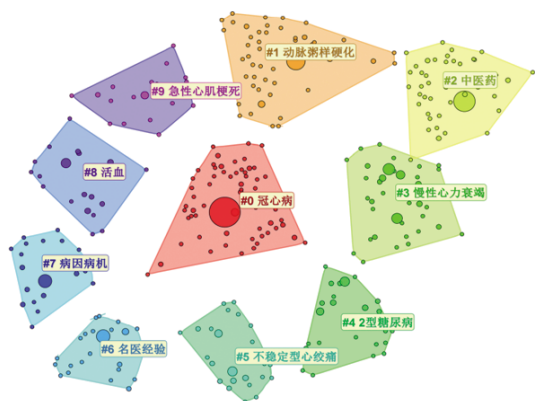 #1 动脉粥样硬化
#2 中医药
#9 急性心肌梗死
#8 活血
#0 冠心病
#3 慢性心力衰竭
#7 病因病机
#4 2型糖尿病
#6 名医经验
#5 不稳定型心绞痛